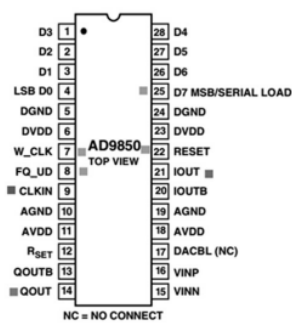 D3 1 28 D4
D2 2 27 D5
D1 3 26 D6
LSB D0 4 25 D7 MSB/SERIAL LOAD
DGND 5 24 DGND
DVDD 6 23 DVDD
W_CLK 7 AD9850 22 RESET
TOP VIEW
FQ_UD 8 21 IOUT
CLKIN 9 20 IOUTB
AGND 10 19 AGND
AVDD 11 18 AVDD
RSET 12 17 DACBL (NC)
QOUTB 13 16 VINP
QOUT 14 15 VINN
NC = NO CONNECT